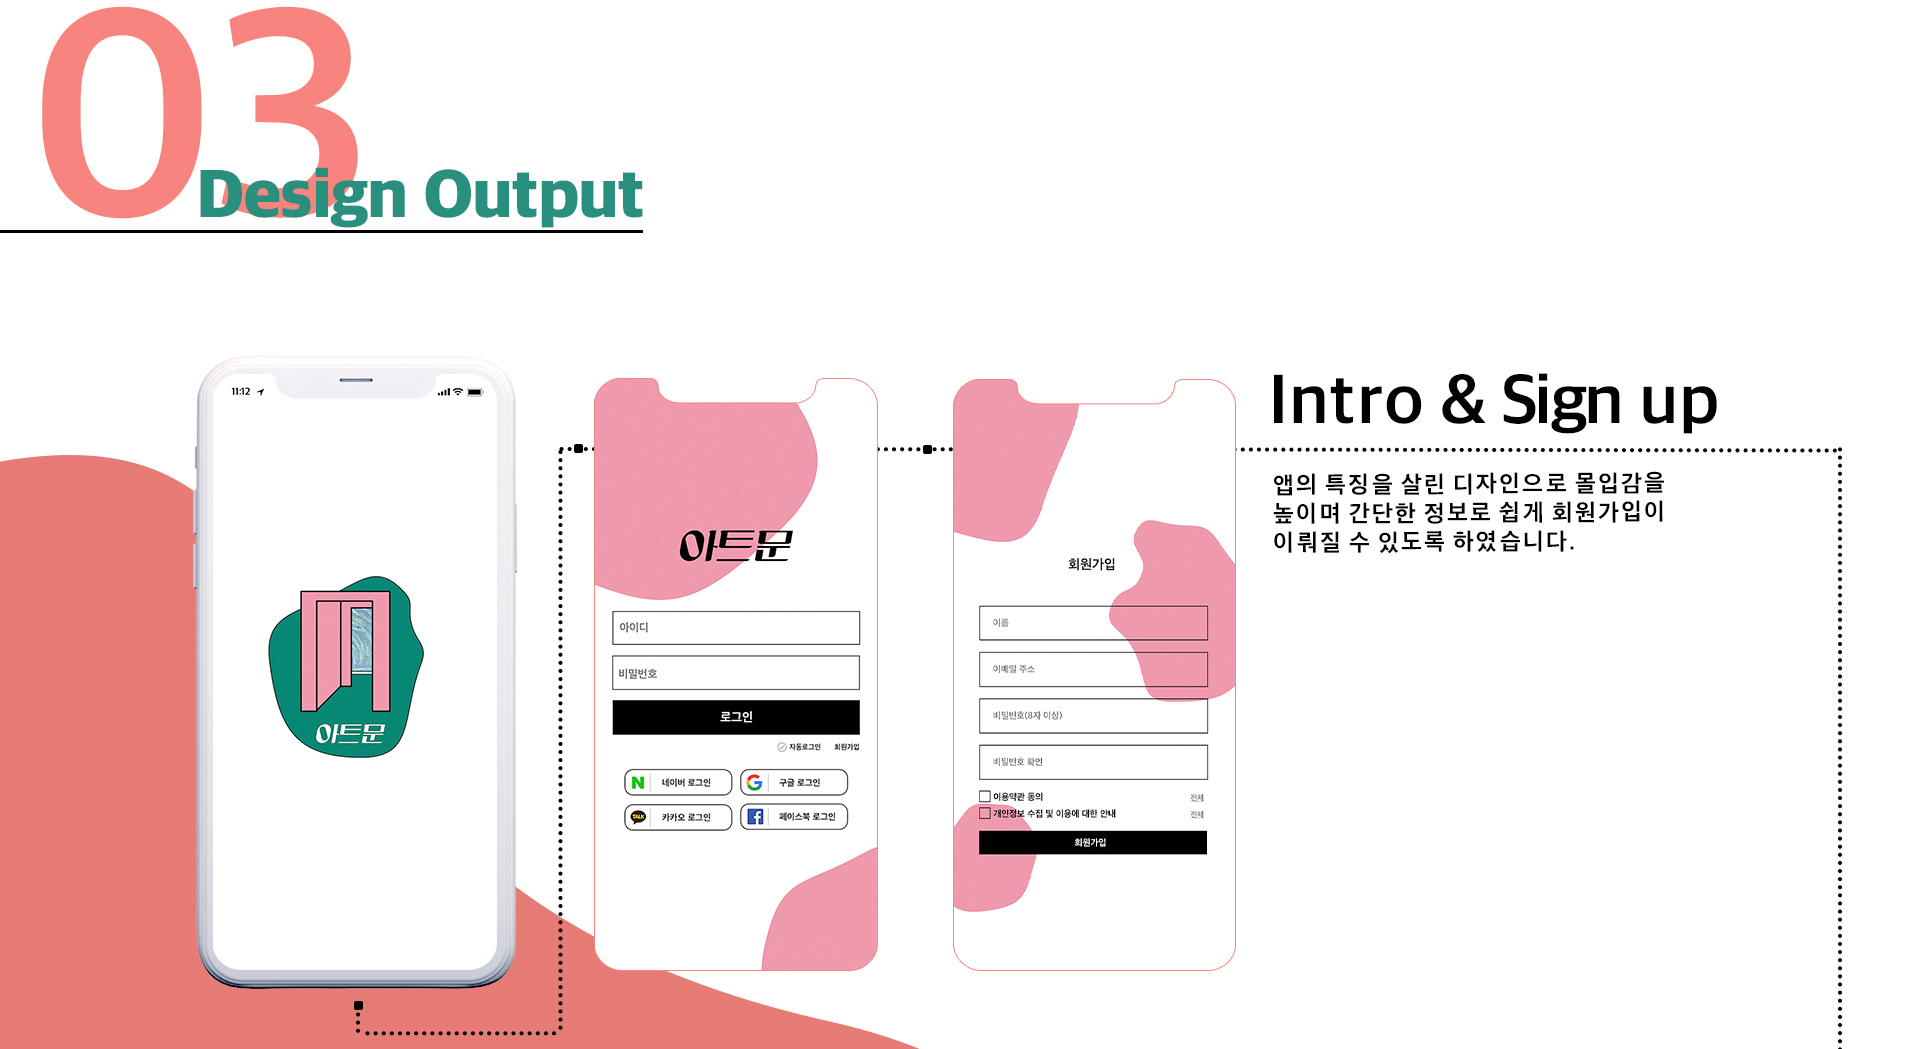 03
Design Output
11:12
아트문
아트문
아이디
비밀번호
로그인
자동로그인 회원가입
N 네이버 로그인
G 구글 로그인
TALK 카카오 로그인
f 페이스북 로그인
회원가입
이름
이메일 주소
비밀번호(8자 이상)
비밀번호 확인
이용약관 동의 전체
개인정보 수집 및 이용에 대한 안내 전체
회원가입
Intro & Sign up
앱의 특징을 살린 디자인으로 몰입감을
높이며 간단한 정보로 쉽게 회원가입이
이뤄질 수 있도록 하였습니다.